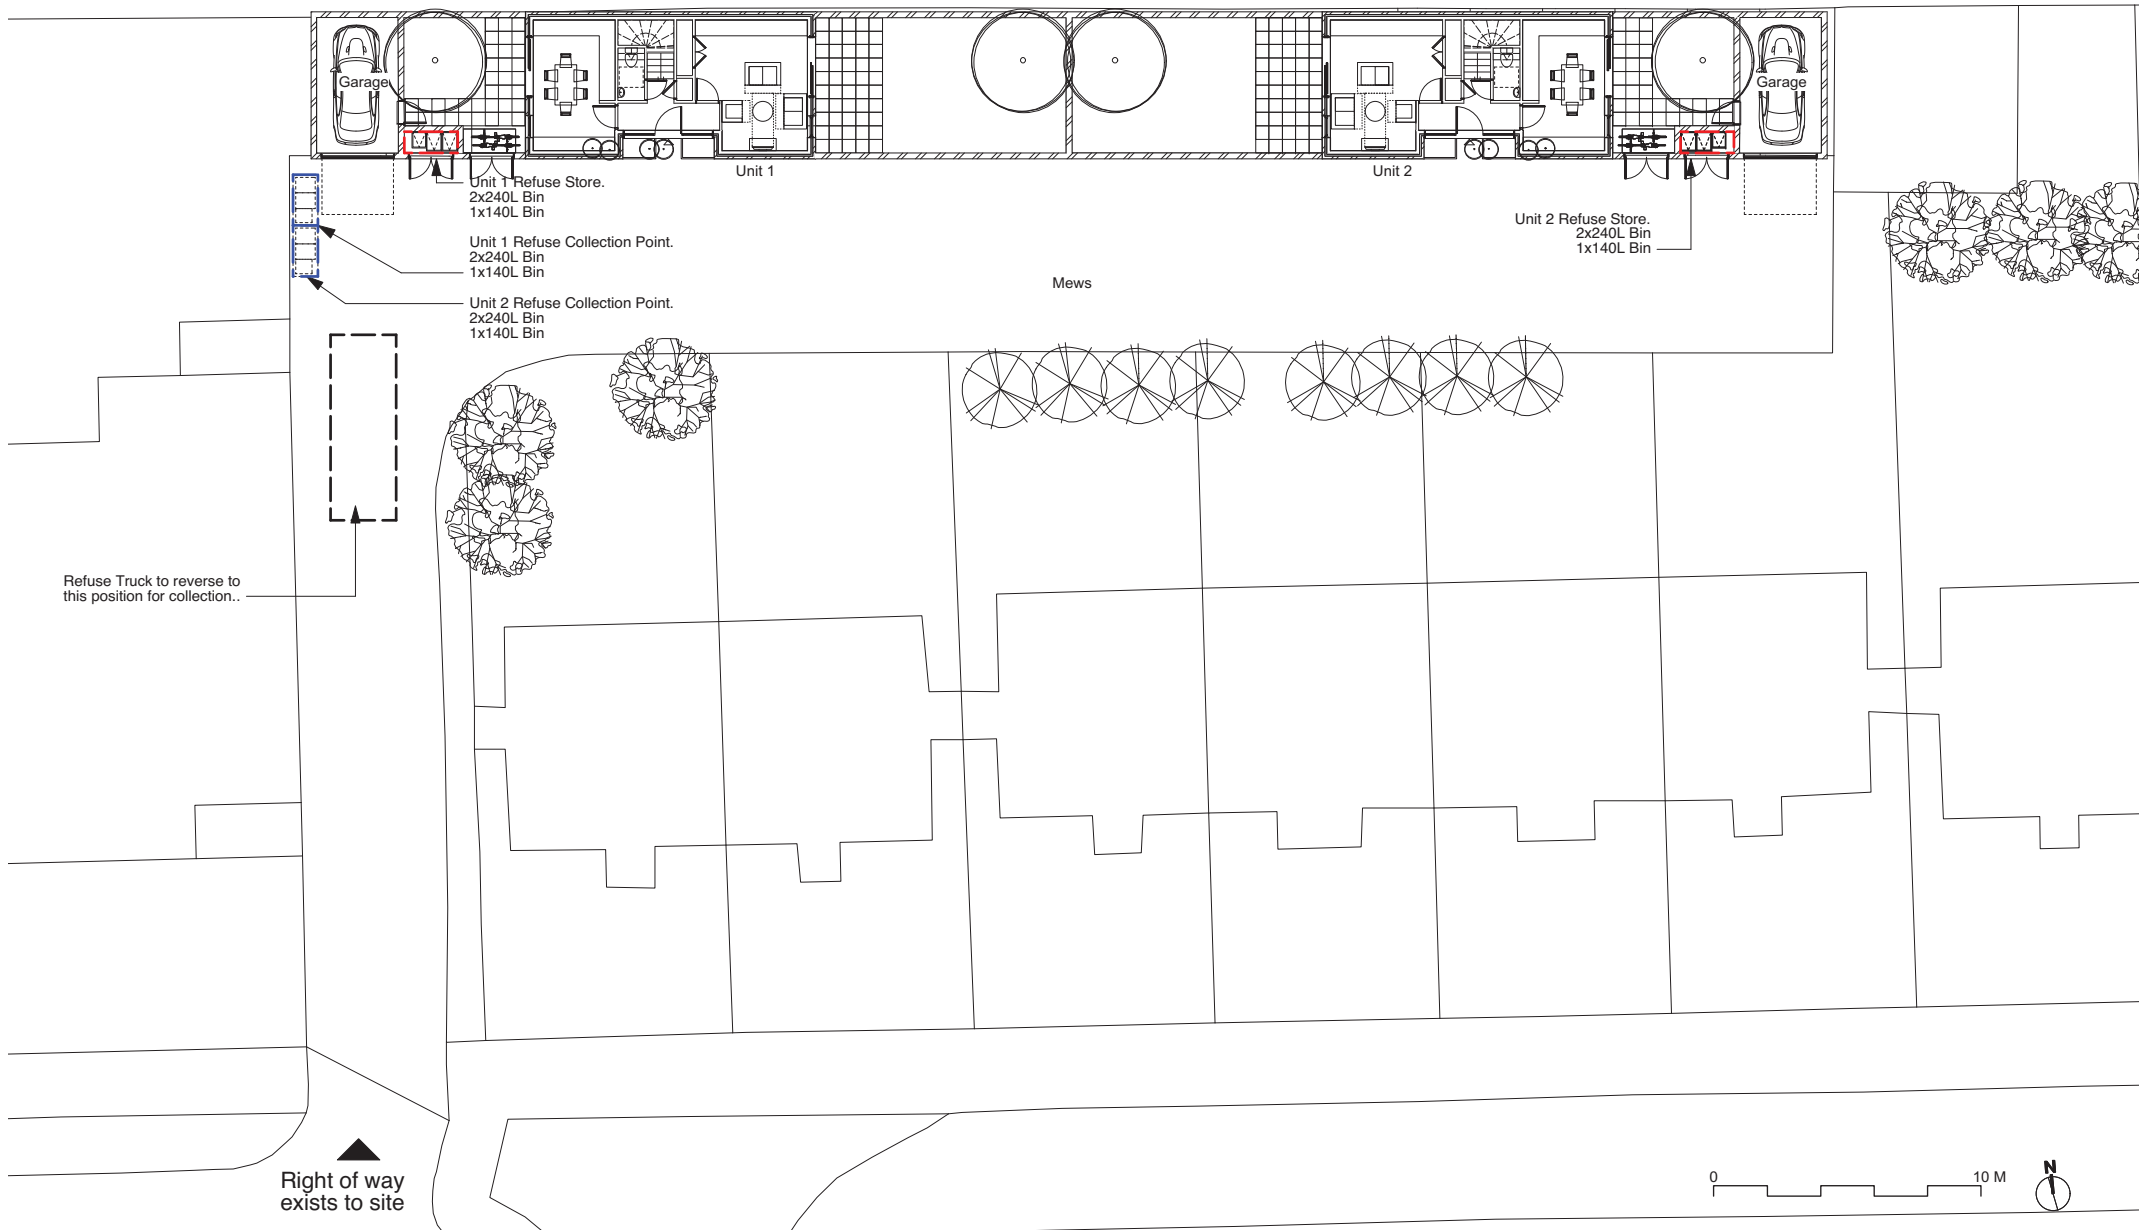 Garage
Garage
Unit 1
Unit 2
Unit 1 Refuse Store.
2x240L Bin
1x140L Bin
Unit 2 Refuse Store.
2x240L Bin
1x140L Bin
Unit 1 Refuse Collection Point.
2x240L Bin
1x140L Bin
Mews
Unit 2 Refuse Collection Point.
2x240L Bin
1x140L Bin
Refuse Truck to reverse to
this position for collection..
Right of way
exists to site
0
10 M
N